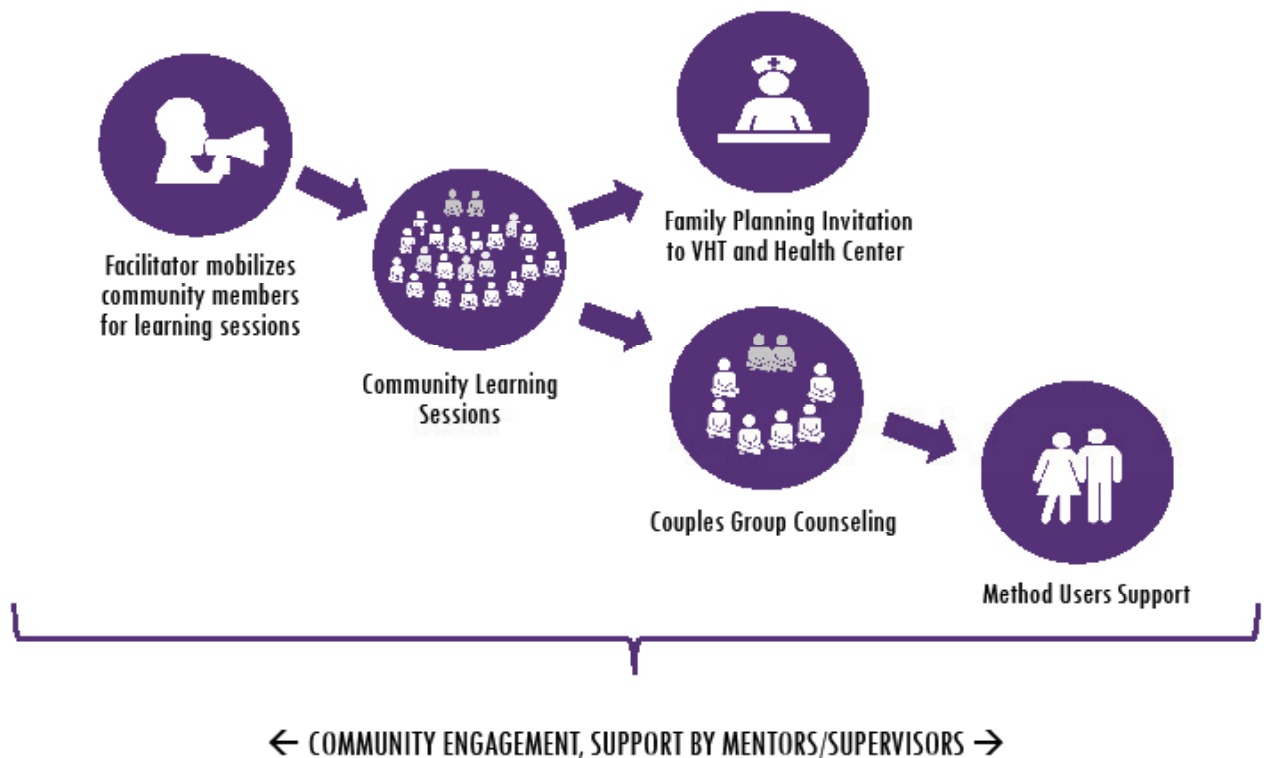 Facilitator mobilizes
community members
for learning sessions
Community Learning
Sessions
Family Planning Invitation
to VHT and Health Center
Couples Group Counseling
Method Users Support
← COMMUNITY ENGAGEMENT, SUPPORT BY MENTORS/SUPERVISORS →